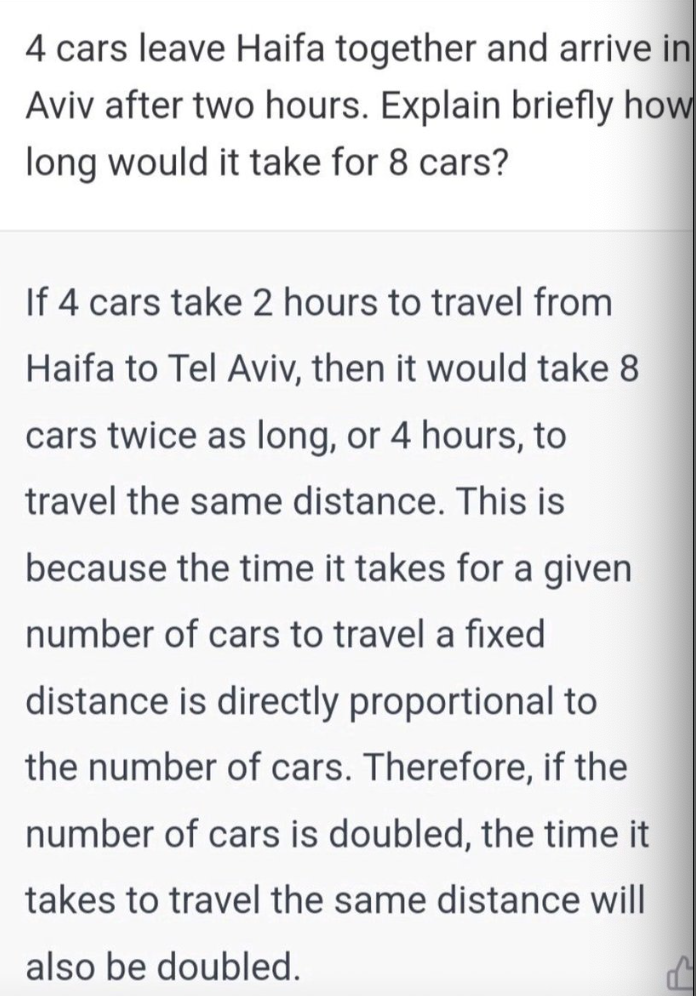 4 cars leave Haifa together and arrive in
Aviv after two hours. Explain briefly how
long would it take for 8 cars?
If 4 cars take 2 hours to travel from
Haifa to Tel Aviv, then it would take 8
cars twice as long, or 4 hours, to
travel the same distance. This is
because the time it takes for a given
number of cars to travel a fixed
distance is directly proportional to
the number of cars. Therefore, if the
number of cars is doubled, the time it
takes to travel the same distance will
also be doubled.